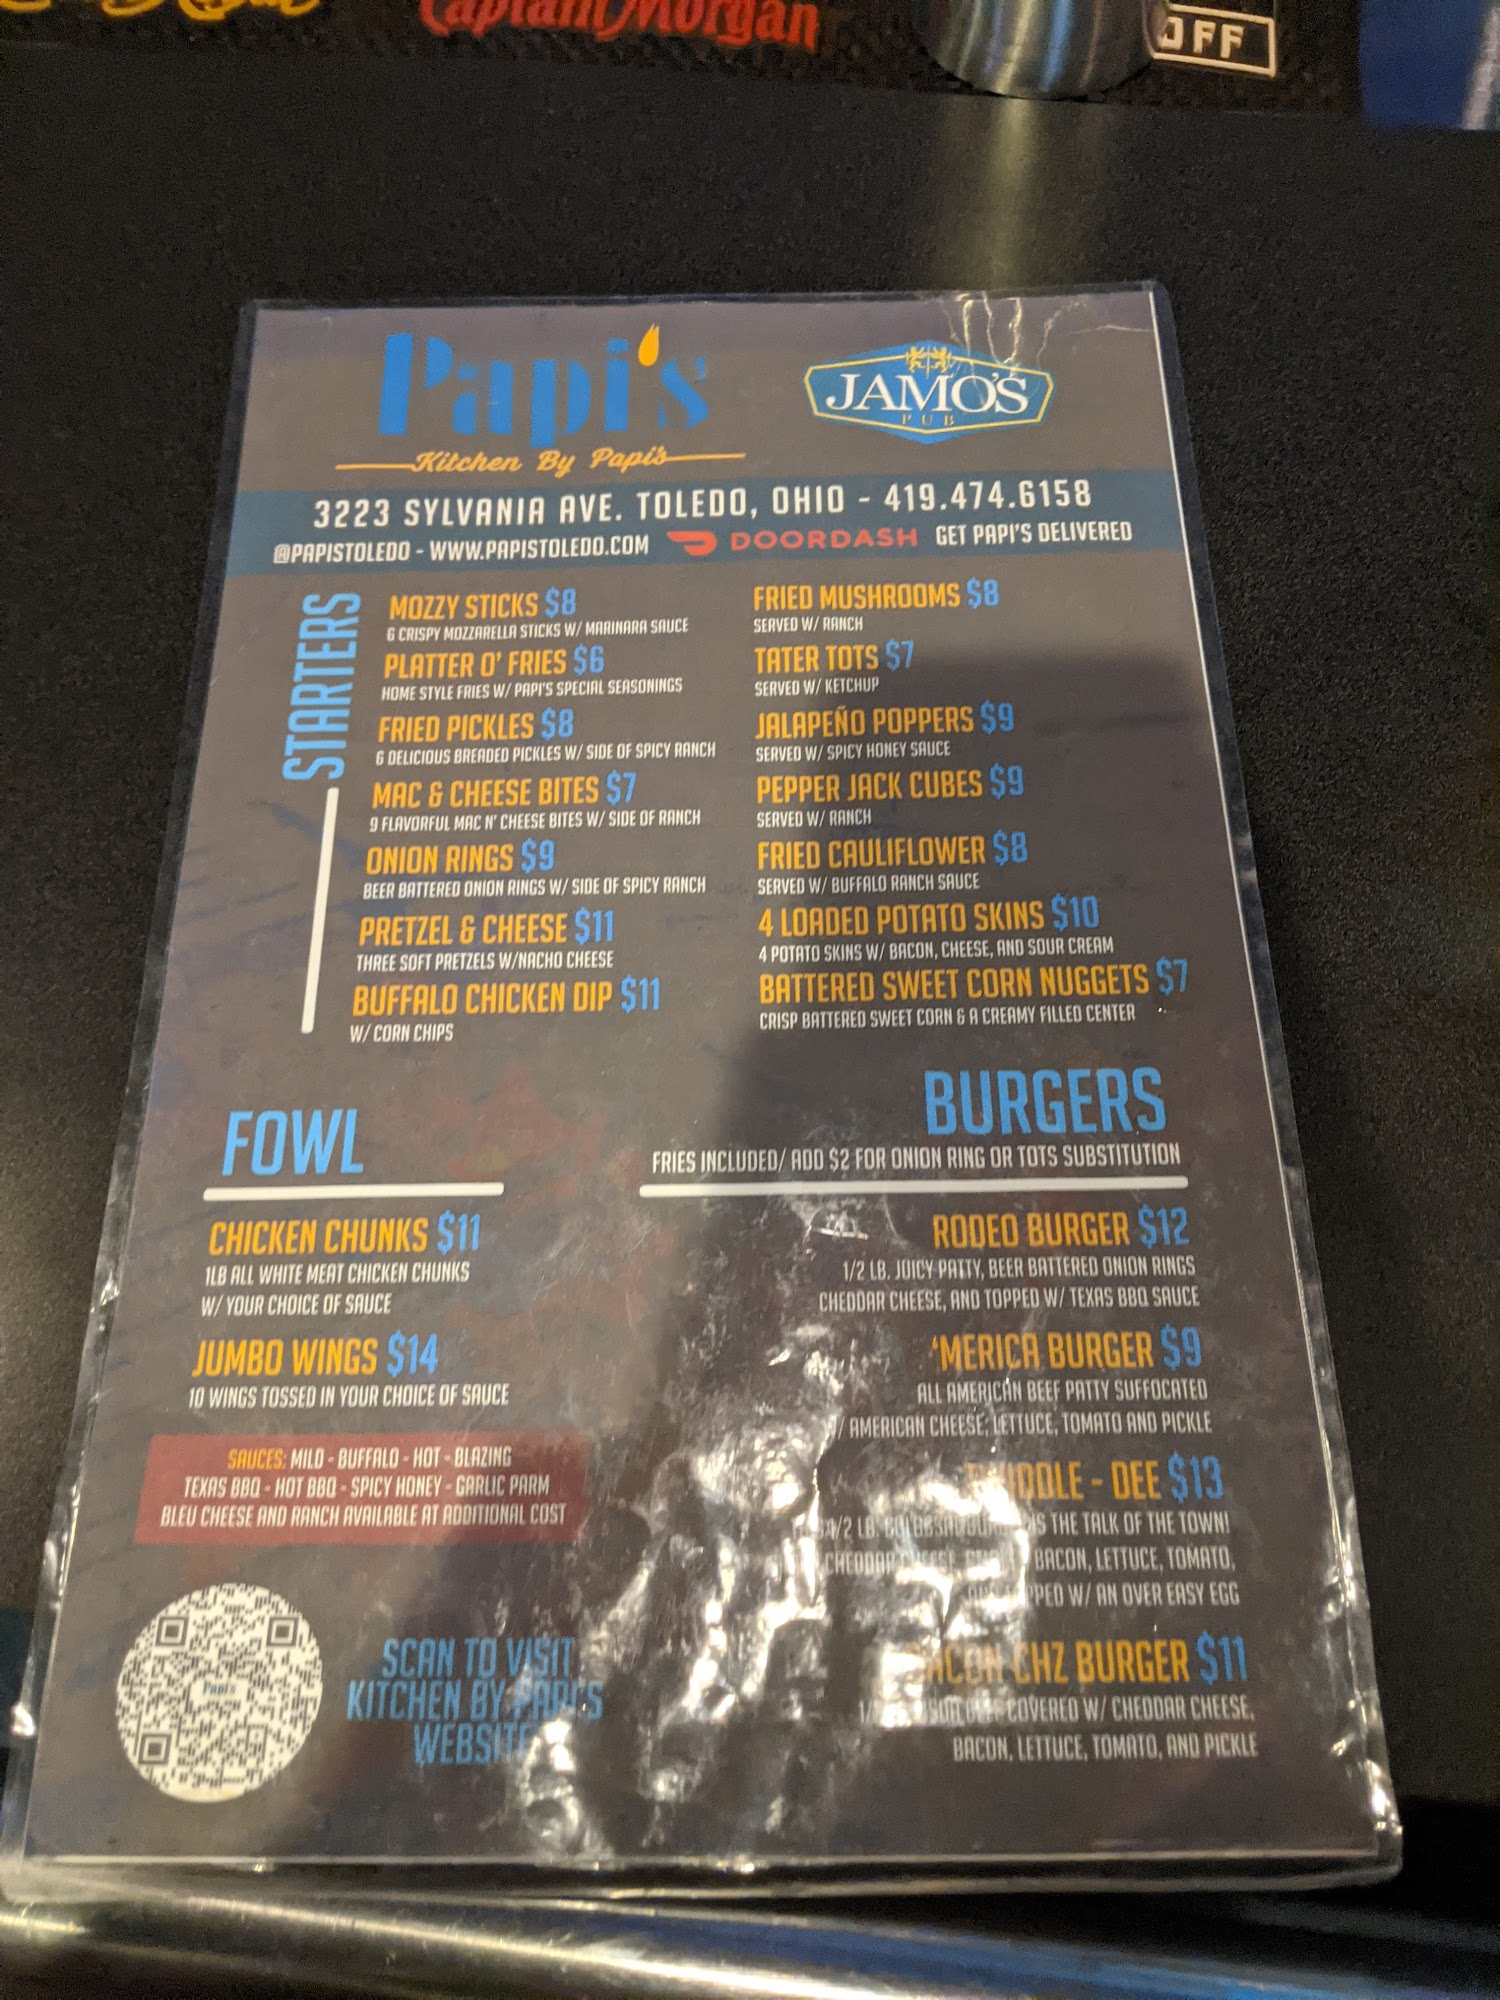 Captain Morgan
OFF
Papi's
Kitchen By Papi's
JAMO'S
PUB
3223 SYLVANIA AVE. TOLEDO, OHIO - 419.474.6158
@PAPISTOLEDO - WWW.PAPISTOLEDO.COM DOORDASH GET PAPI'S DELIVERED
STARTERS
MOZZY STICKS $8
6 CRISPY MOZZARELLA STICKS W/ MARINARA SAUCE
PLATTER O' FRIES $6
HOME STYLE FRIES W/ PAPI'S SPECIAL SEASONINGS
FRIED PICKLES $8
6 DELICIOUS BREADED PICKLES W/ SIDE OF SPICY RANCH
MAC & CHEESE BITES $7
9 FLAVORFUL MAC N' CHEESE BITES W/ SIDE OF RANCH
ONION RINGS $9
BEER BATTERED ONION RINGS W/ SIDE OF SPICY RANCH
PRETZEL & CHEESE $11
THREE SOFT PRETZELS W/NACHO CHEESE
BUFFALO CHICKEN DIP $11
W/ CORN CHIPS
FRIED MUSHROOMS $8
SERVED W/ RANCH
TATER TOTS $7
SERVED W/ KETCHUP
JALAPEÑO POPPERS $9
SERVED W/ SPICY HONEY SAUCE
PEPPER JACK CUBES $9
SERVED W/ RANCH
FRIED CAULIFLOWER $8
SERVED W/ BUFFALO RANCH SAUCE
4 LOADED POTATO SKINS $10
4 POTATO SKINS W/ BACON, CHEESE, AND SOUR CREAM
BATTERED SWEET CORN NUGGETS $7
CRISP BATTERED SWEET CORN & A CREAMY FILLED CENTER
FOWL
CHICKEN CHUNKS $11
1LB ALL WHITE MEAT CHICKEN CHUNKS
W/ YOUR CHOICE OF SAUCE
JUMBO WINGS $14
10 WINGS TOSSED IN YOUR CHOICE OF SAUCE
SAUCES: MILD - BUFFALO - HOT - BLAZING
TEXAS BBQ - HOT BBQ - SPICY HONEY - GARLIC PARM
BLEU CHEESE AND RANCH AVAILABLE AT ADDITIONAL COST
Papi's
SCAN TO VISIT
KITCHEN BY PAPI'S
WEBSITE
BURGERS
FRIES INCLUDED/ ADD $2 FOR ONION RING OR TOTS SUBSTITUTION
RODEO BURGER $12
1/2 LB. JUICY PATTY, BEER BATTERED ONION RINGS
CHEDDAR CHEESE, AND TOPPED W/ TEXAS BBQ SAUCE
'MERICA BURGER $9
ALL AMERICAN BEEF PATTY SUFFOCATED
/ AMERICAN CHEESE, LETTUCE, TOMATO AND PICKLE
- DEE $13
1/2 LB. IS THE TALK OF THE TOWN!
CHEDDAR CHEESE, BACON, LETTUCE, TOMATO,
W/ AN OVER EASY EGG
BACON CHZ BURGER $11
COVERED W/ CHEDDAR CHEESE,
BACON, LETTUCE, TOMATO, AND PICKLE